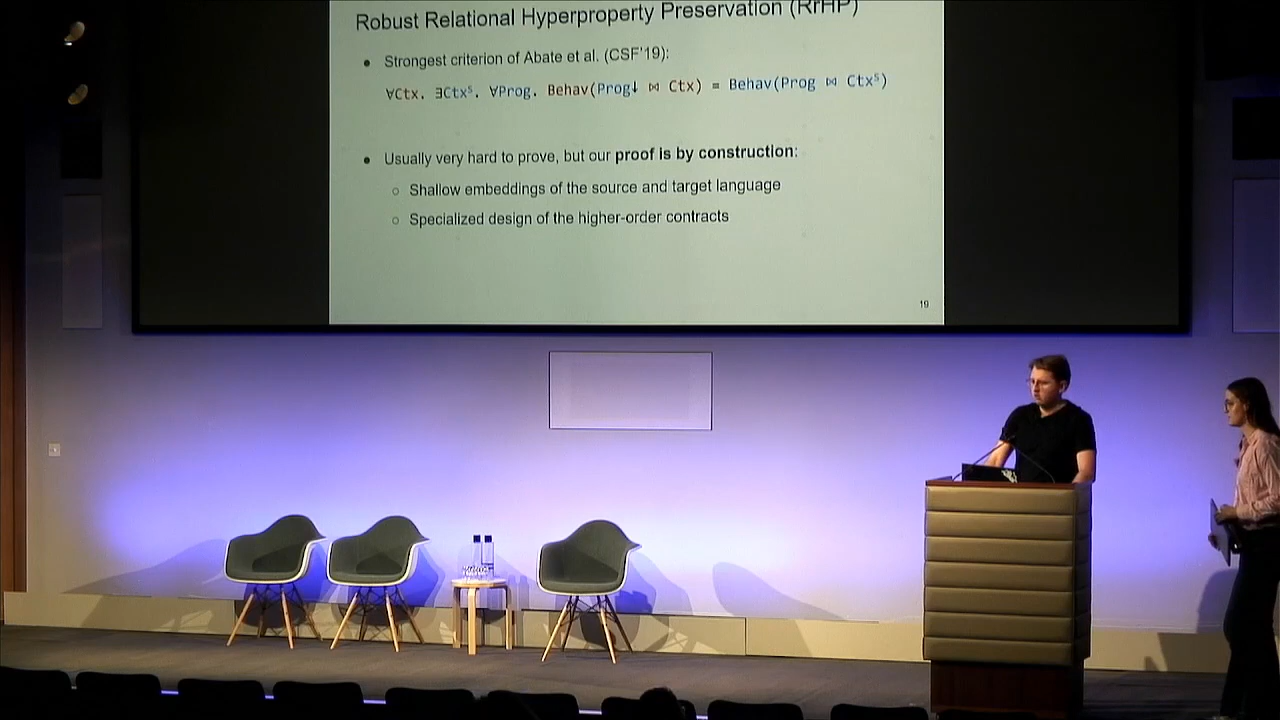 Robust Relational Hyperproperty Preservation (RrHP)
● Strongest criterion of Abate et al. (CSF'19):
∀Ctx. ∃Ctxˢ. ∀Prog. Behav(Prog↓ ⋈ Ctx) = Behav(Prog ⋈ Ctxˢ)
● Usually very hard to prove, but our proof is by construction:
○ Shallow embeddings of the source and target language
○ Specialized design of the higher-order contracts
19